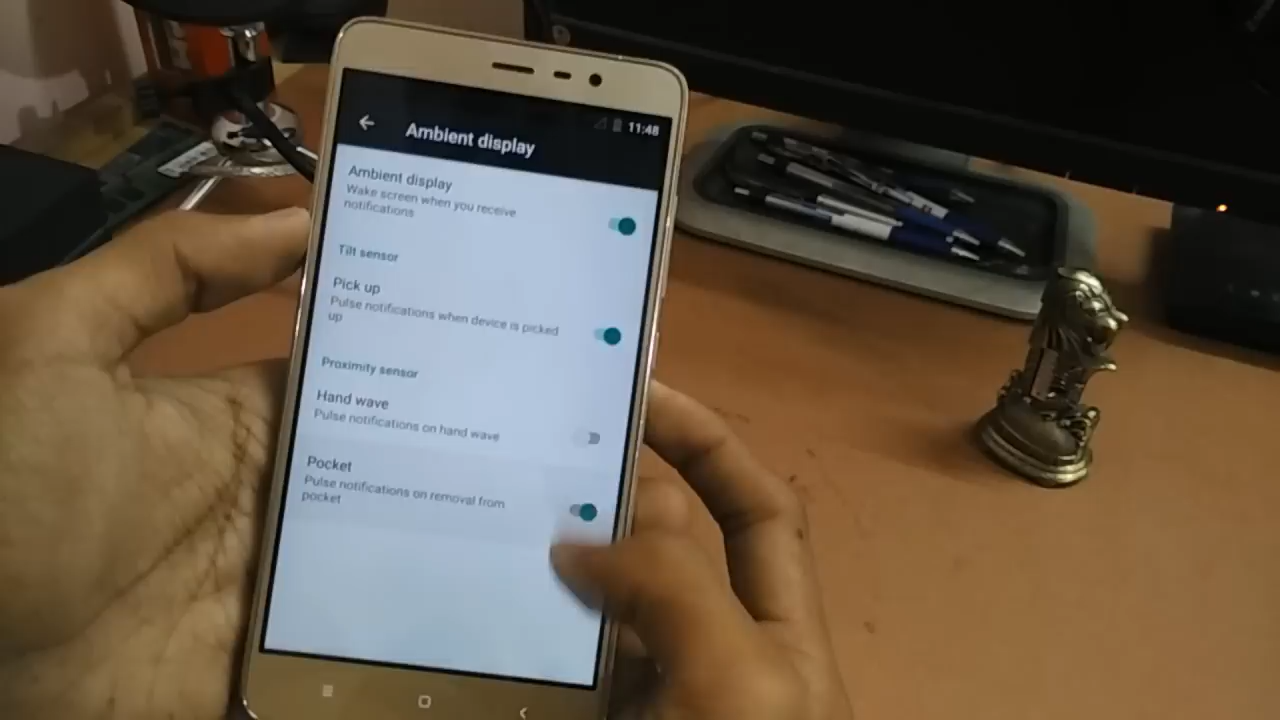 11:48
Ambient display
Ambient display
Wake screen when you receive
notifications
Tilt sensor
Pick up
Pulse notifications when device is picked
up
Proximity sensor
Hand wave
Pulse notifications on hand wave
Pocket
Pulse notifications on removal from
pocket